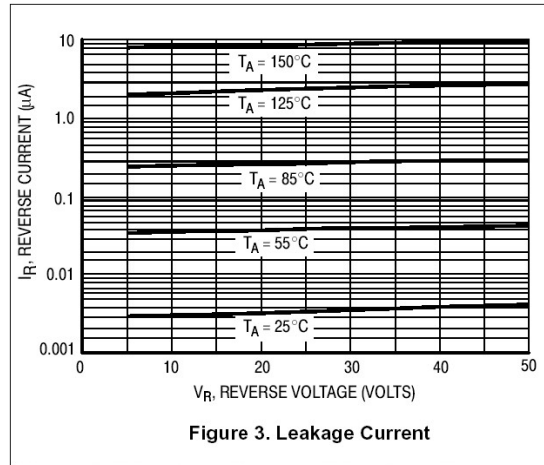 10
T_A = 150°C
T_A = 125°C
1.0
T_A = 85°C
0.1
T_A = 55°C
0.01
T_A = 25°C
0.001
I_R, REVERSE CURRENT (µA)
0 10 20 30 40 50
V_R, REVERSE VOLTAGE (VOLTS)
Figure 3. Leakage Current